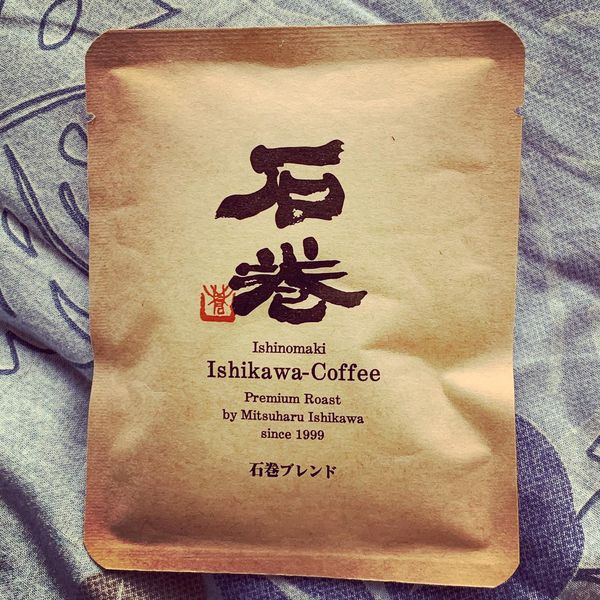 石巻
Ishinomaki
Ishikawa-Coffee
Premium Roast
by Mitsuharu Ishikawa
since 1999
石巻ブレンド